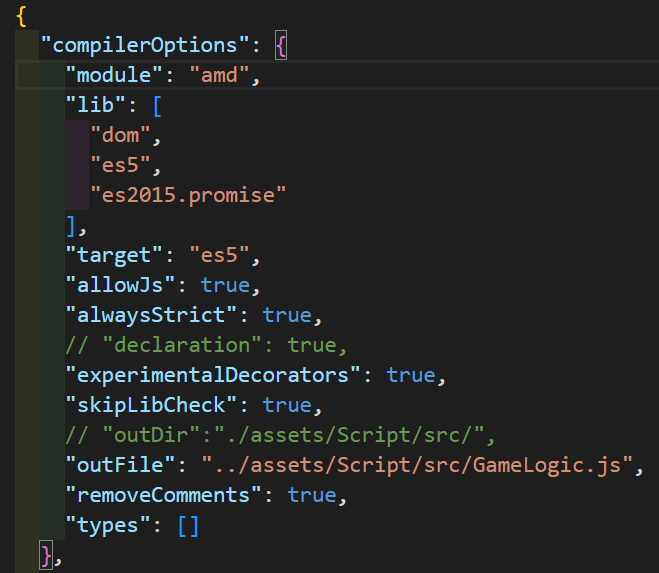 {
"compilerOptions": {
"module": "amd",
"lib": [
"dom",
"es5",
"es2015.promise"
],
"target": "es5",
"allowJs": true,
"alwaysStrict": true,
// "declaration": true,
"experimentalDecorators": true,
"skipLibCheck": true,
// "outDir":"./assets/Script/src/",
"outFile": "../assets/Script/src/GameLogic.js",
"removeComments": true,
"types": []
},